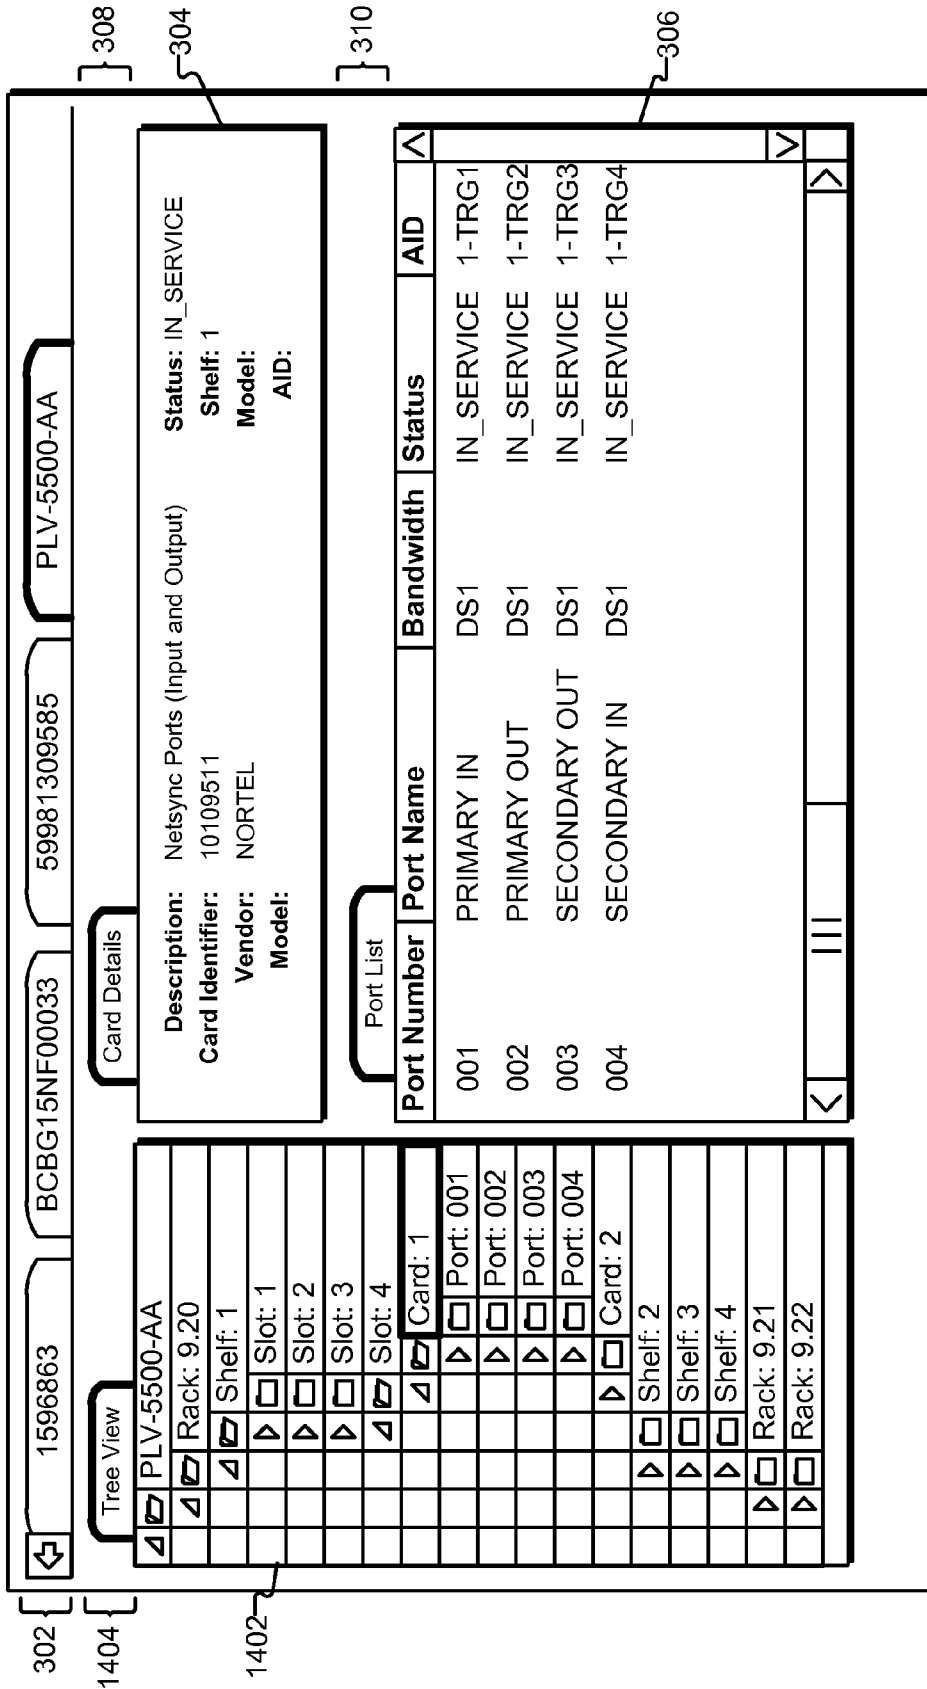 302
1596863
BCBG15NF00033
59981309585
PLV-5500-AA
308
1404
Tree View
Card Details
1402
PLV-5500-AA
Rack: 9.20
Shelf: 1
Slot: 1
Slot: 2
Slot: 3
Slot: 4
Card: 1
Port: 001
Port: 002
Port: 003
Port: 004
Card: 2
Shelf: 2
Shelf: 3
Shelf: 4
Rack: 9.21
Rack: 9.22
304
Description: Netsync Ports (Input and Output) Status: IN_SERVICE
Card Identifier: 10109511 Shelf: 1
Vendor: NORTEL Model:
Model: AID:
310
Port List
306
Port Number Port Name Bandwidth Status AID
001 PRIMARY IN DS1 IN_SERVICE 1-TRG1
002 PRIMARY OUT DS1 IN_SERVICE 1-TRG2
003 SECONDARY OUT DS1 IN_SERVICE 1-TRG3
004 SECONDARY IN DS1 IN_SERVICE 1-TRG4